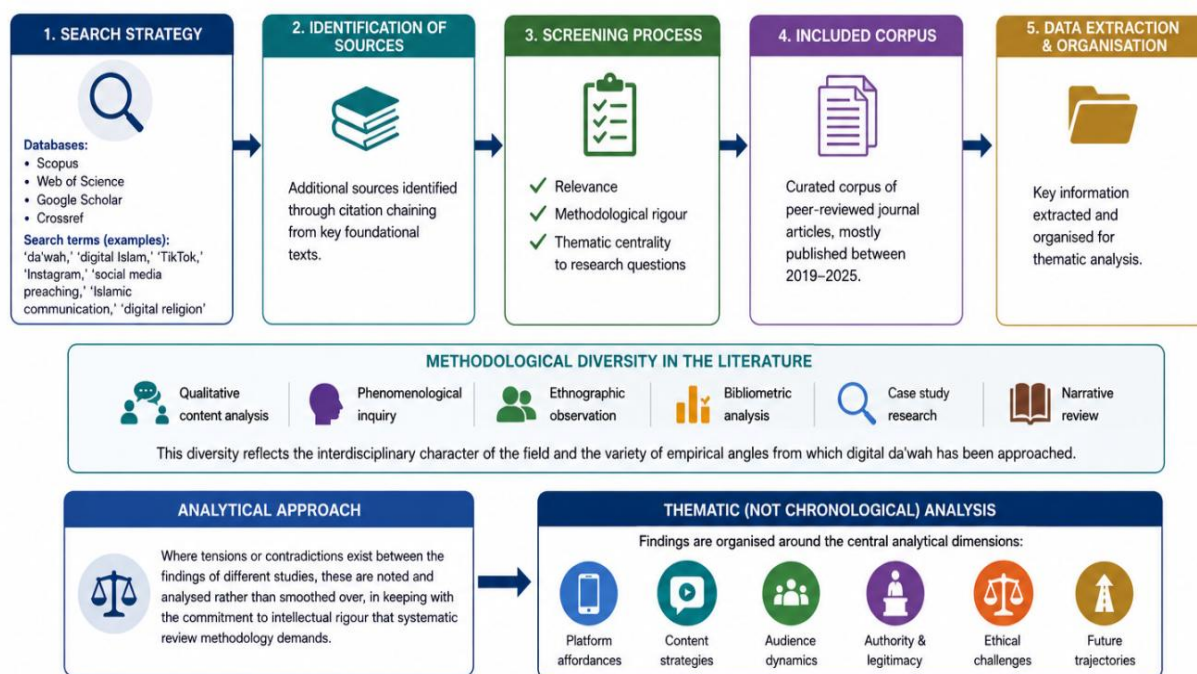 1. SEARCH STRATEGY
Databases:
• Scopus
• Web of Science
• Google Scholar
• Crossref
Search terms (examples):
'da'wah,' 'digital Islam,' 'TikTok,'
'Instagram,' 'social media
preaching,' 'Islamic
communication,' 'digital religion'
2. IDENTIFICATION OF
SOURCES
Additional sources identified
through citation chaining
from key foundational
texts.
3. SCREENING PROCESS
Relevance
Methodological rigour
Thematic centrality
to research questions
4. INCLUDED CORPUS
Curated corpus of
peer-reviewed journal
articles, mostly
published between
2019–2025.
5. DATA EXTRACTION
& ORGANISATION
Key information
extracted and
organised for
thematic analysis.
METHODOLOGICAL DIVERSITY IN THE LITERATURE
Qualitative
content analysis
Phenomenological
inquiry
Ethnographic
observation
Bibliometric
analysis
Case study
research
Narrative
review
This diversity reflects the interdisciplinary character of the field and the variety of empirical angles from which digital da'wah has been approached.
ANALYTICAL APPROACH
Where tensions or contradictions exist between the
findings of different studies, these are noted and
analysed rather than smoothed over, in keeping with
the commitment to intellectual rigour that systematic
review methodology demands.
THEMATIC (NOT CHRONOLOGICAL) ANALYSIS
Findings are organised around the central analytical dimensions:
Platform
affordances
Content
strategies
Audience
dynamics
Authority &
legitimacy
Ethical
challenges
Future
trajectories